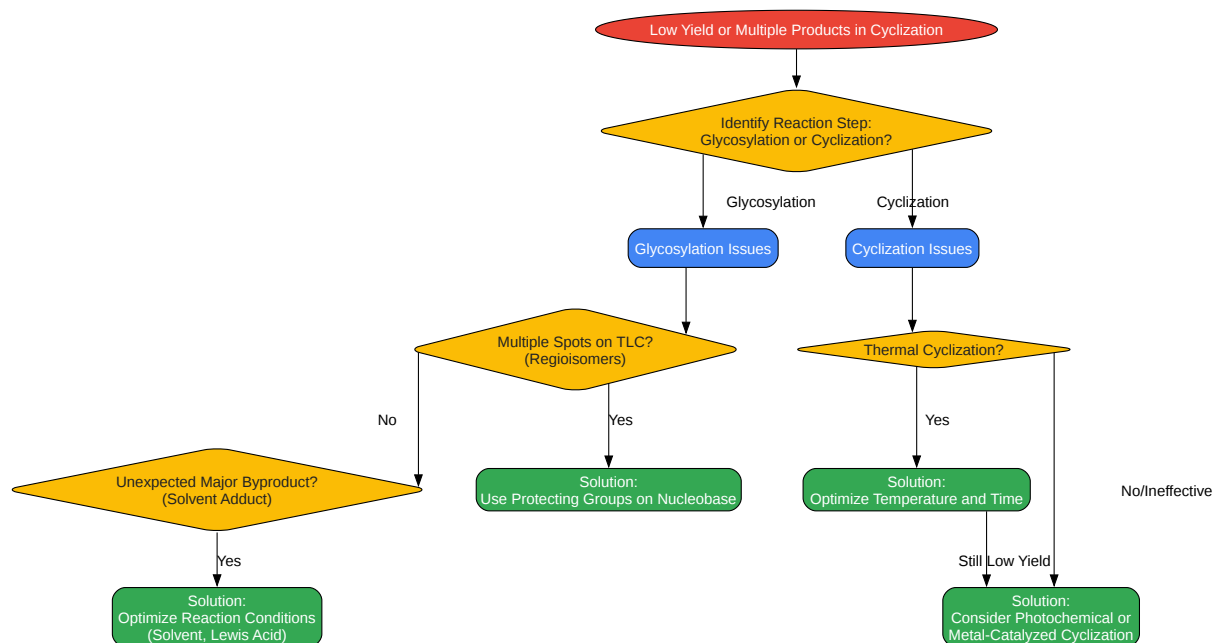 Low Yield or Multiple Products in Cyclization
Identify Reaction Step:
Glycosylation or Cyclization?
Glycosylation
Cyclization
Glycosylation Issues
Cyclization Issues
Multiple Spots on TLC?
(Regioisomers)
Thermal Cyclization?
No
Yes
Yes
No/Ineffective
Unexpected Major Byproduct?
(Solvent Adduct)
Solution:
Use Protecting Groups on Nucleobase
Solution:
Optimize Temperature and Time
Yes
Still Low Yield
Solution:
Optimize Reaction Conditions
(Solvent, Lewis Acid)
Solution:
Consider Photochemical or
Metal-Catalyzed Cyclization